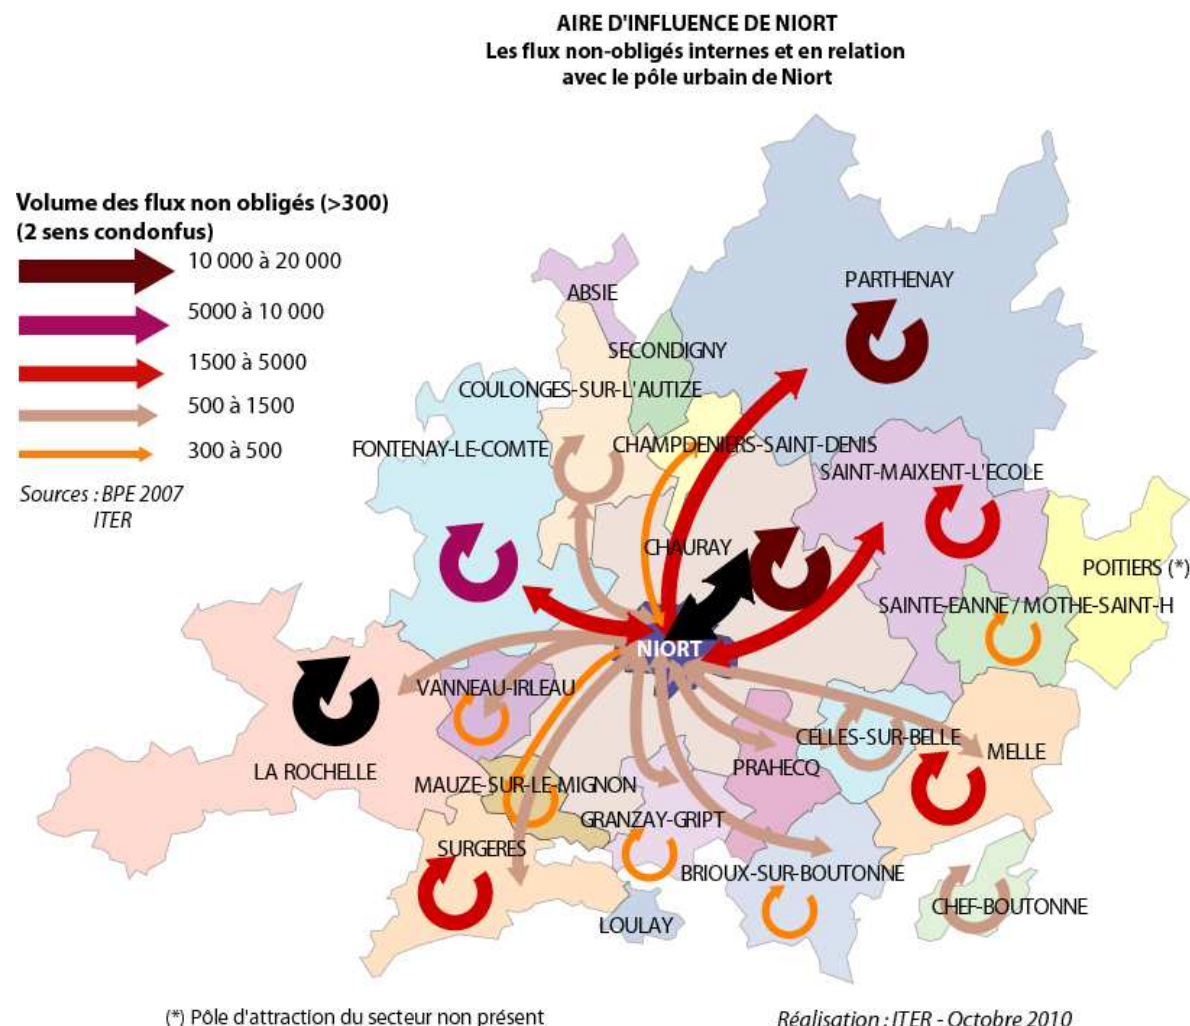 AIRE D'INFLUENCE DE NIORT
Les flux non-obligés internes et en relation
avec le pôle urbain de Niort
Volume des flux non obligés (>300)
(2 sens condonfus)
10 000 à 20 000
5000 à 10 000
1500 à 5000
500 à 1500
300 à 500
Sources : BPE 2007
ITER
PARTHENAY
ABSIE
SECONDIGNY
COULONGES-SUR-L'AUTIZE
FONTENAY-LE-COMTE
CHAMPDENIERS-SAINT-DENIS
SAINT-MAIXENT-L'ECOLE
CHAURAY
POITIERS (*)
SAINTE-EANNE / MOTHE-SAINT-H
NIORT
VANNEAU-IRLEAU
CELLES-SUR-BELLE
MELLE
LA ROCHELLE
PRAHECQ
MAUZE-SUR-LE-MIGNON
GRANZAY-GRIPT
SURGERES
BRIOUX-SUR-BOUTONNE
CHEF-BOUTONNE
LOULAY
(*) Pôle d'attraction du secteur non présent
Réalisation : ITER - Octobre 2010